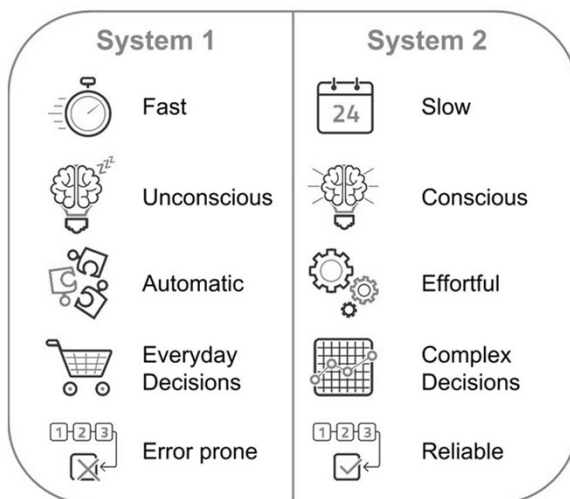 System 1
System 2
Fast
24
Slow
zzz
Unconscious
Conscious
Automatic
Effortful
Everyday
Decisions
Complex
Decisions
1 2 3
Error prone
1 2 3
Reliable